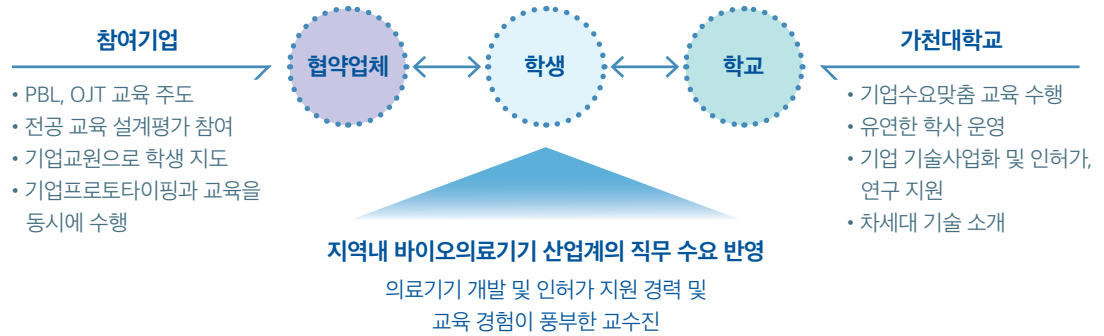 참여기업
• PBL, OJT 교육 주도
• 전공 교육 설계평가 참여
• 기업교원으로 학생 지도
• 기업프로토타이핑과 교육을
동시에 수행
협약업체
학생
학교
가천대학교
• 기업수요맞춤 교육 수행
• 유연한 학사 운영
• 기업 기술사업화 및 인허가,
연구 지원
• 차세대 기술 소개
지역내 바이오의료기기 산업계의 직무 수요 반영
의료기기 개발 및 인허가 지원 경력 및
교육 경험이 풍부한 교수진